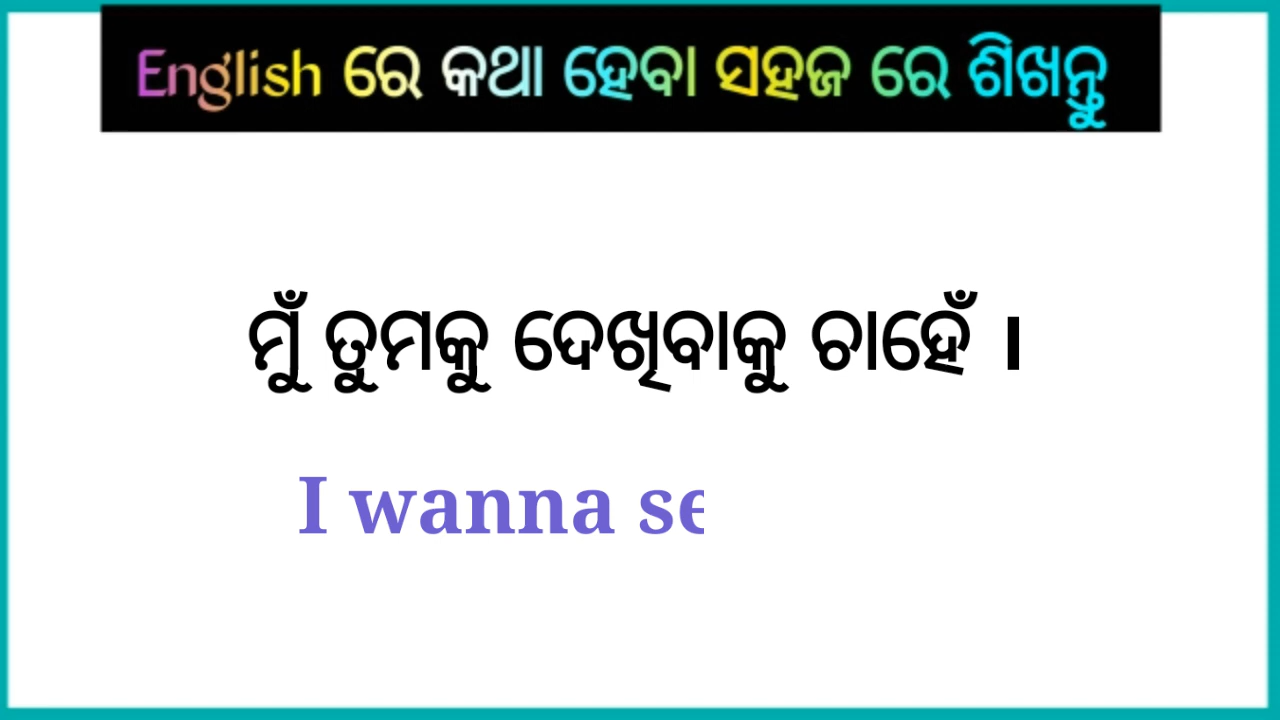 English ରେ କଥା ହେବା ସହଜ ରେ ଶିଖନ୍ତୁ
ମୁଁ ତୁମକୁ ଦେଖିବାକୁ ଚାହେଁ ।
I wanna se